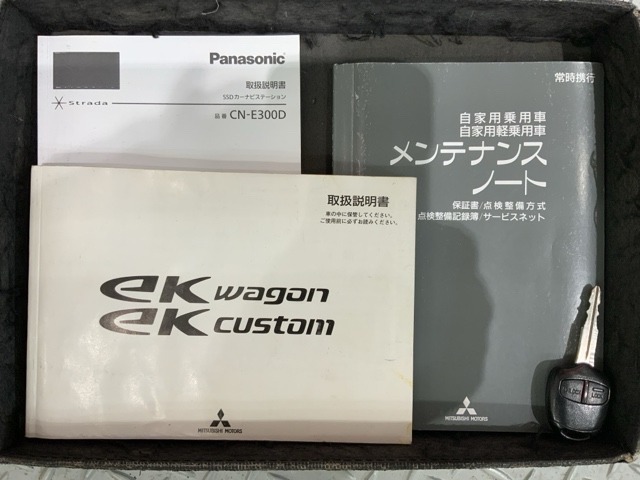 Panasonic
取扱説明書
SSDカーナビステーション
Strada
品番 CN-E300D
常時携行
自家用乗用車
自家用軽乗用車
メンテナンス
ノート
保証書/点検整備方式
点検整備記録簿/サービスネット
MITSUBISHI MOTORS
取扱説明書
車の中に保管してください。
ご使用前に必ずお読みください。
eK wagon
eK custom
MITSUBISHI MOTORS